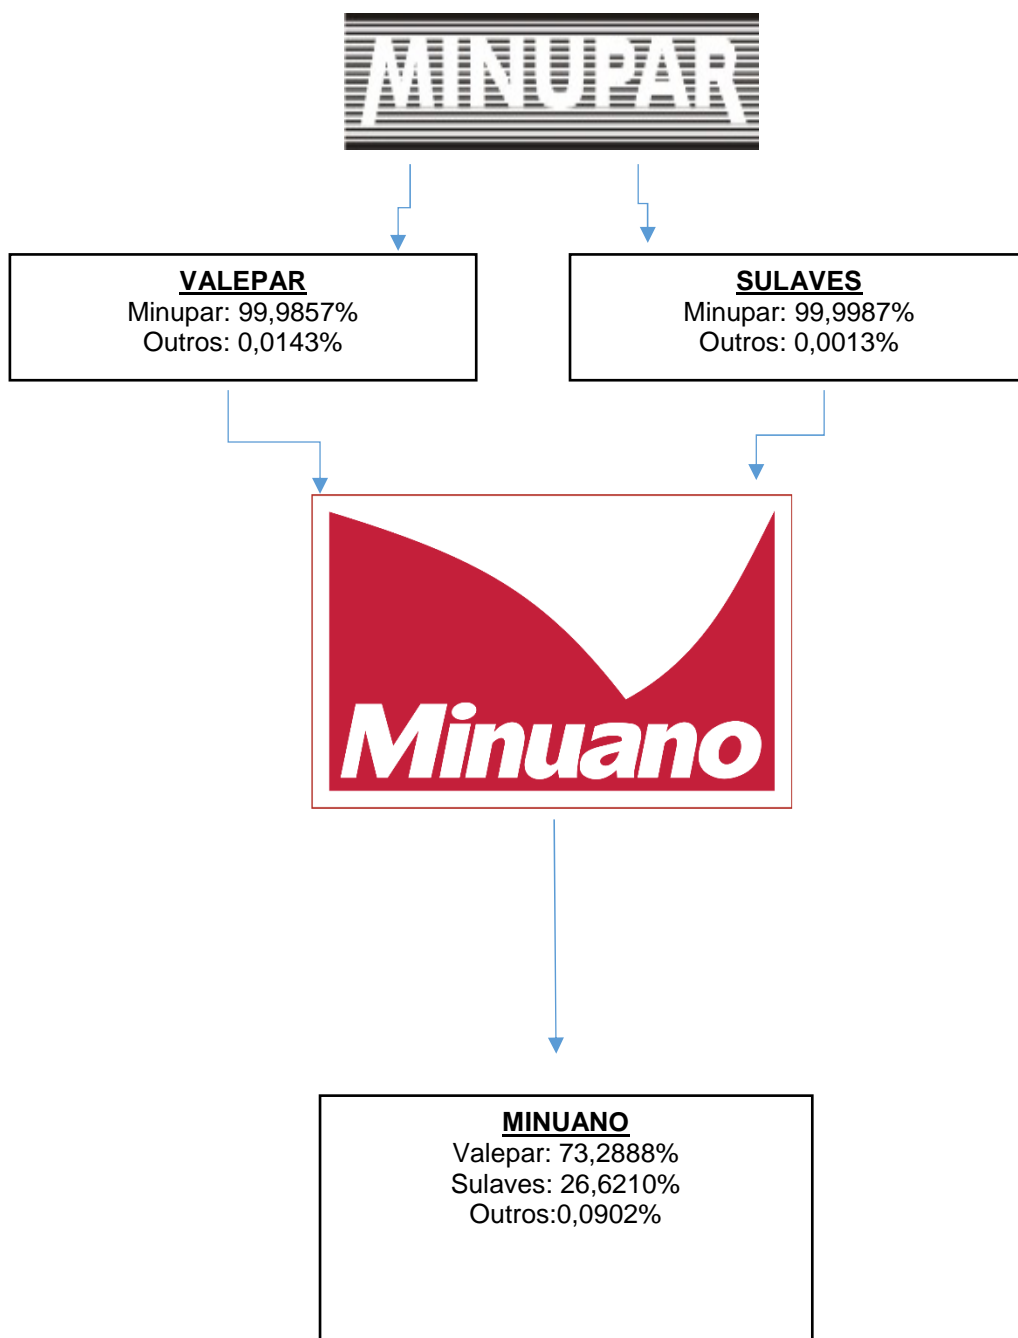 MINUPAR
VALEPAR
Minupar: 99,9857%
Outros: 0,0143%
SULAVES
Minupar: 99,9987%
Outros: 0,0013%
Minuano
MINUANO
Valepar: 73,2888%
Sulaves: 26,6210%
Outros:0,0902%